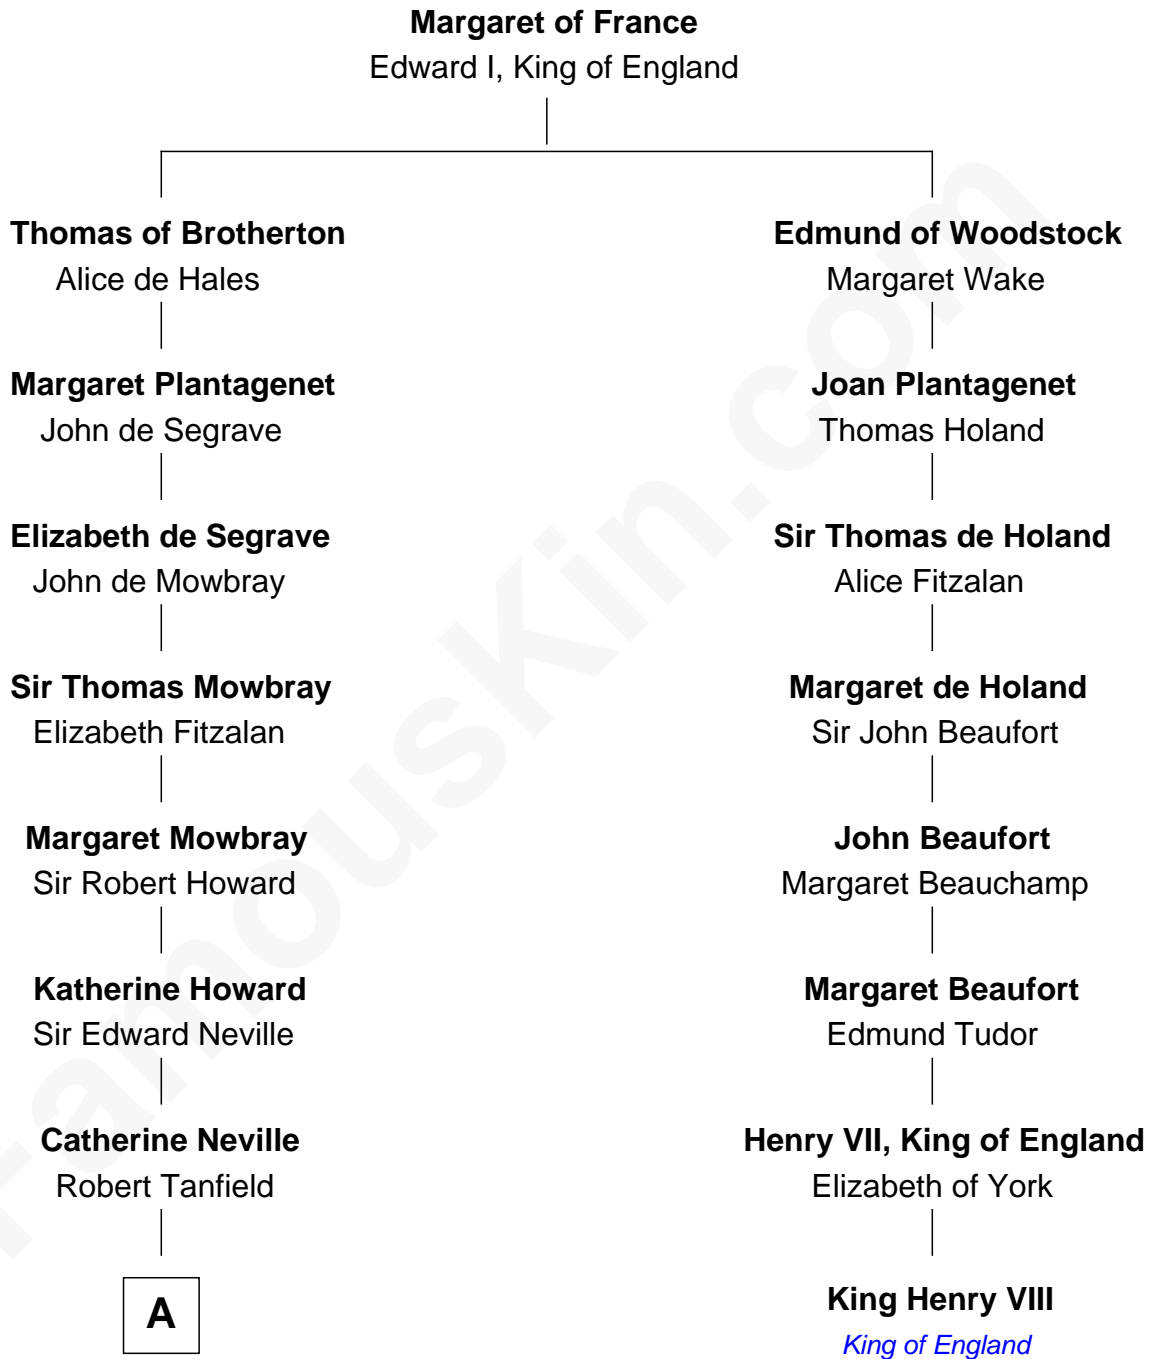 Margaret of France
Edward I, King of England
Thomas of Brotherton
Alice de Hales
Edmund of Woodstock
Margaret Wake
Margaret Plantagenet
John de Segrave
Joan Plantagenet
Thomas Holand
Elizabeth de Segrave
John de Mowbray
Sir Thomas de Holand
Alice Fitzalan
Sir Thomas Mowbray
Elizabeth Fitzalan
Margaret de Holand
Sir John Beaufort
Margaret Mowbray
Sir Robert Howard
John Beaufort
Margaret Beauchamp
Katherine Howard
Sir Edward Neville
Margaret Beaufort
Edmund Tudor
Catherine Neville
Robert Tanfield
Henry VII, King of England
Elizabeth of York
A
King Henry VIII
King of England
FamousKin.com